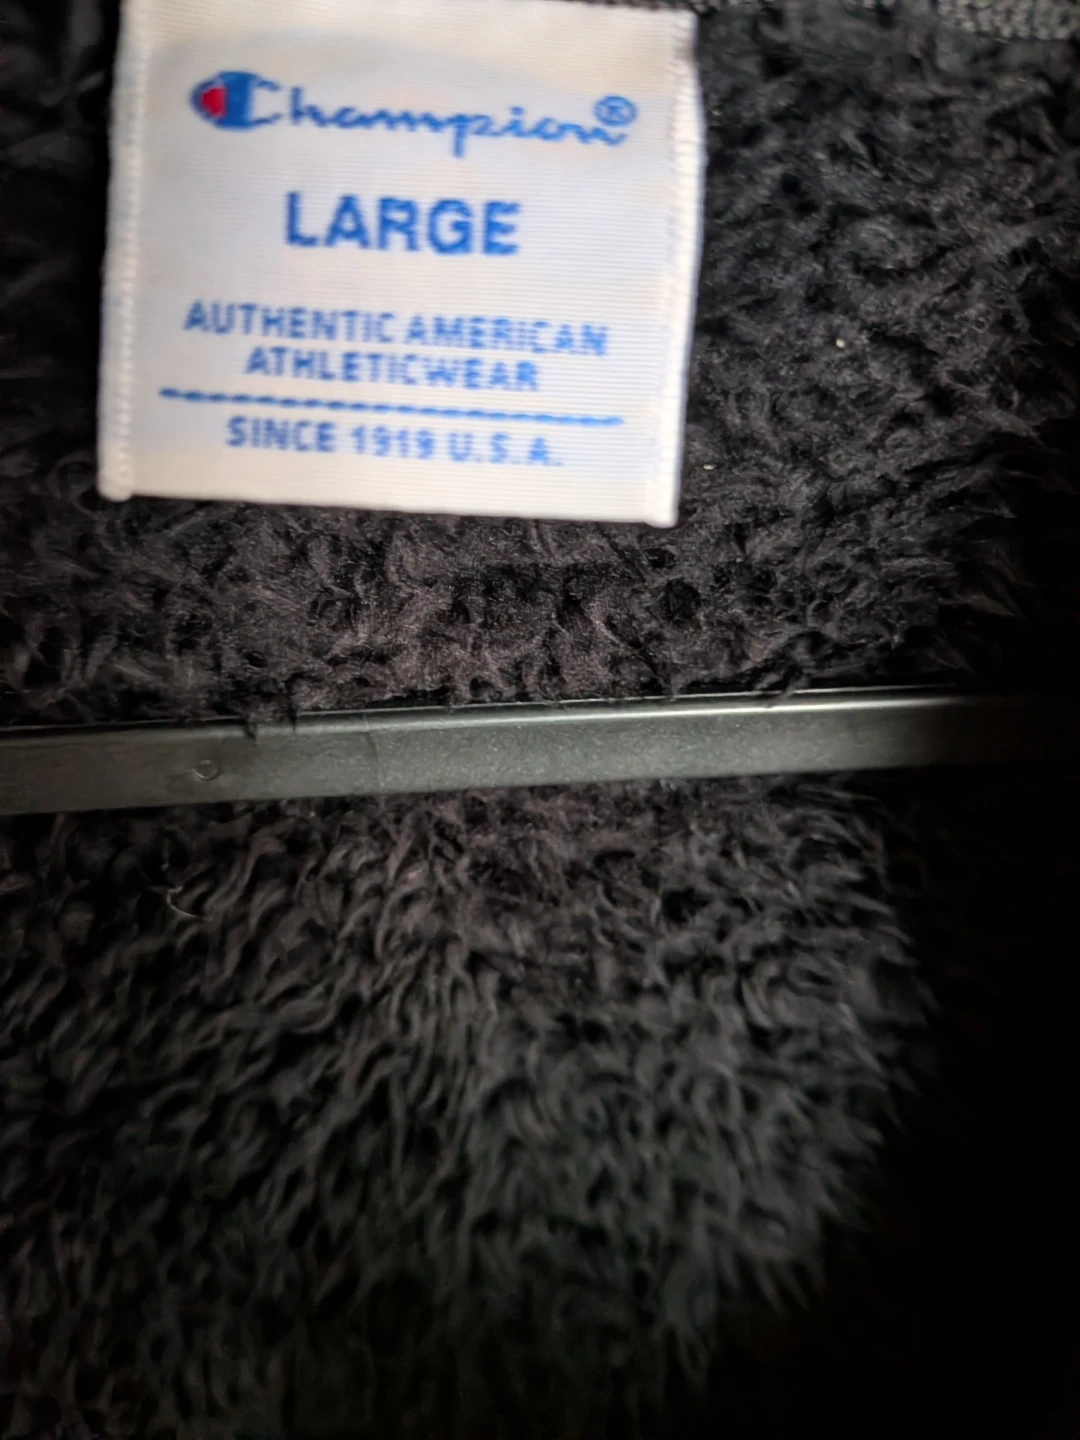 Champion®
LARGE
AUTHENTIC AMERICAN
ATHLETICWEAR
SINCE 1919 U.S.A.